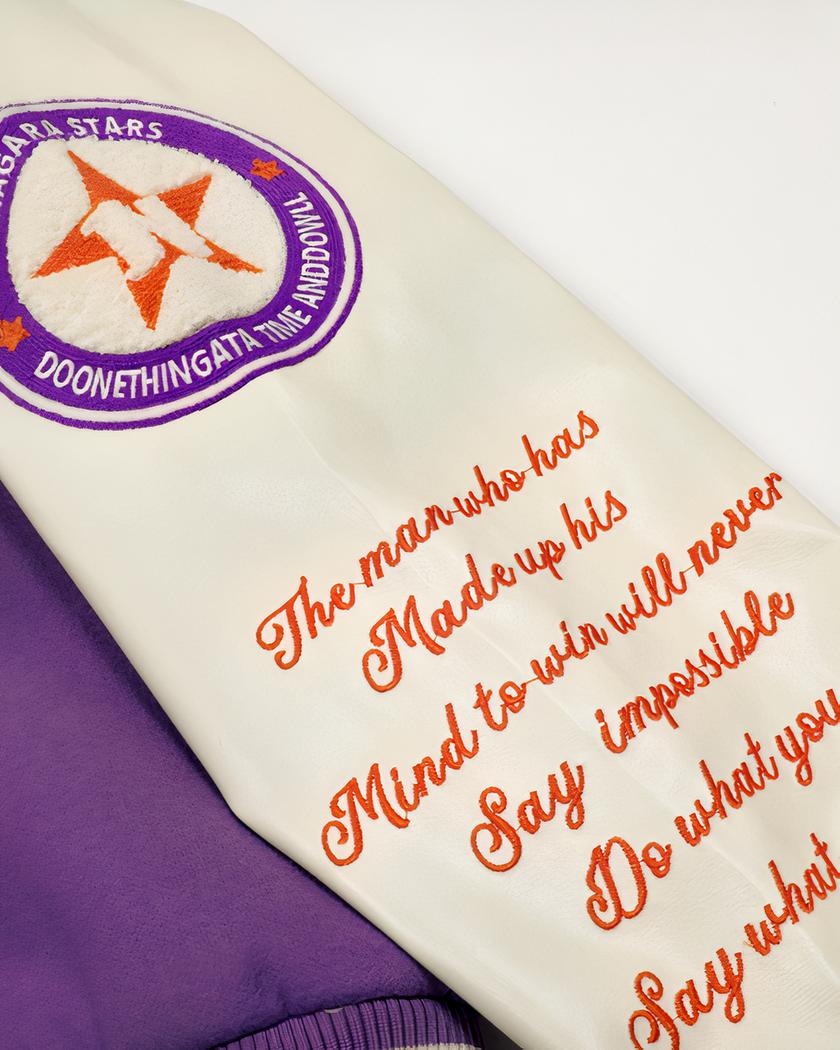 AGARA STARS
DOONETHINGATA TIME ANDDOWLL
The man who has
Made up his
Mind to win will never
Say impossible
Do what you
Say what